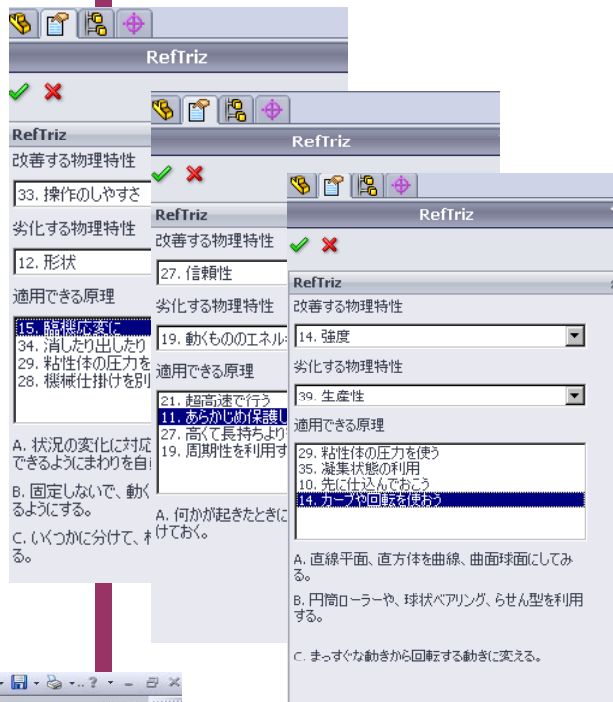 RefTriz
RefTriz
改善する物理特性
33. 操作のしやすさ
劣化する物理特性
12. 形状
適用できる原理
15. 臨機応変に
34. 消したり出したり
29. 粘性体の圧力を
28. 機械仕掛けを別
A. 状況の変化に対応
できるようにまわりを自
B. 固定しないで、動く
るようにする。
C. いくつかに分けて、
る。
RefTriz
RefTriz
改善する物理特性
27. 信頼性
劣化する物理特性
19. 動くもののエネル
適用できる原理
21. 超高速で行う
11. あらかじめ保護し
27. 高くて長持ちより
19. 周期性を利用す
A. 何かが起きたときに
けておく。
RefTriz
RefTriz
改善する物理特性
14. 強度
劣化する物理特性
39. 生産性
適用できる原理
29. 粘性体の圧力を使う
35. 凝集状態の利用
10. 先に仕込んでおこう
14. カーブや回転を使おう
A. 直線平面、直方体を曲線、曲面球面にしてみ
る。
B. 円筒ローラーや、球状ベアリング、らせん型を利用
する。
C. まっすぐな動きから回転する動きに変える。